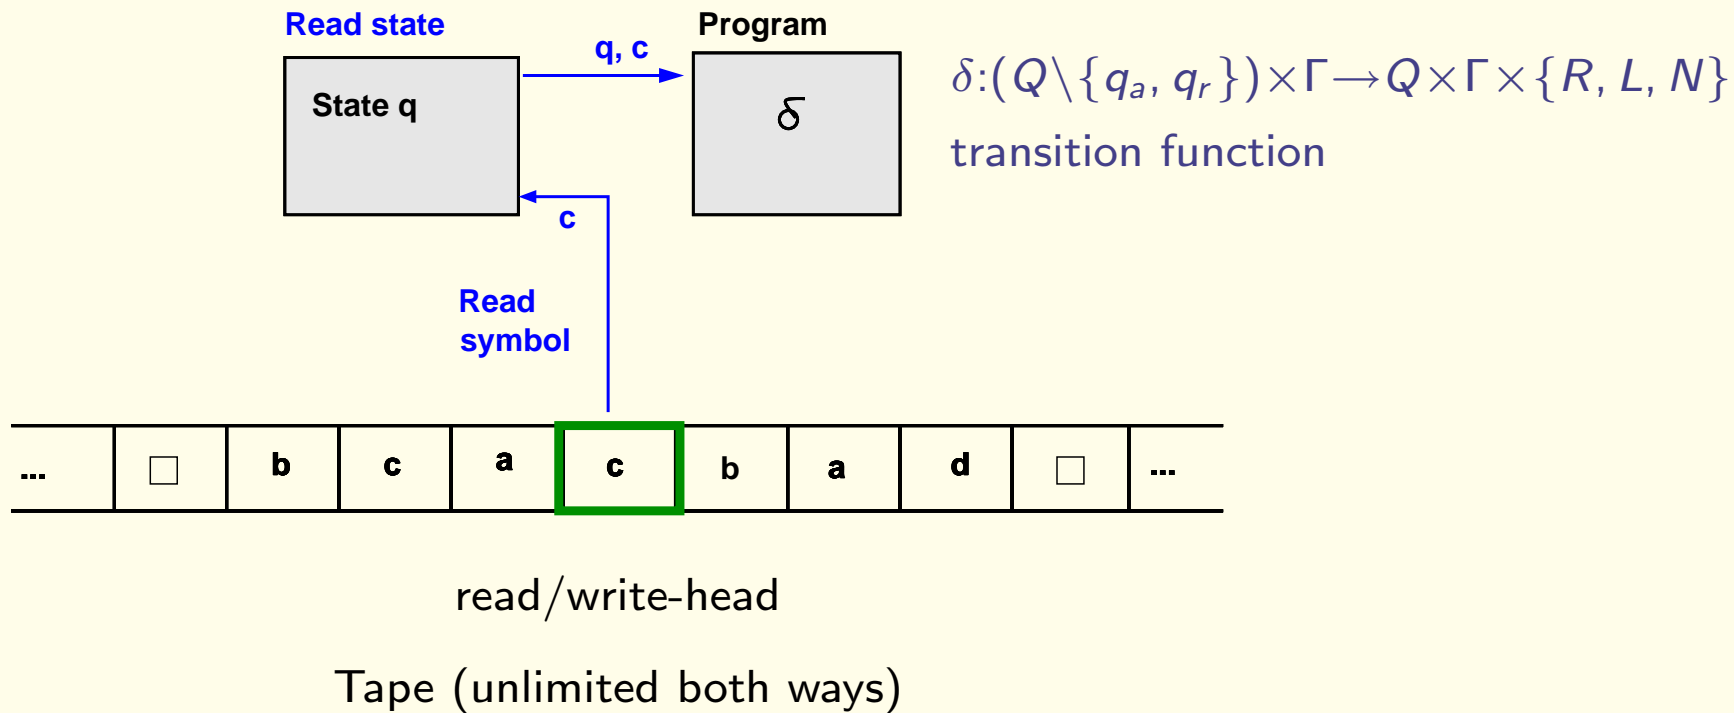 Read state
Program
q, c
State q
δ
δ:(Q\{qₐ, qᵣ})×Γ→Q×Γ×{R, L, N}
transition function
c
Read
symbol
... □ b c a c b a d □ ...
read/write-head
Tape (unlimited both ways)